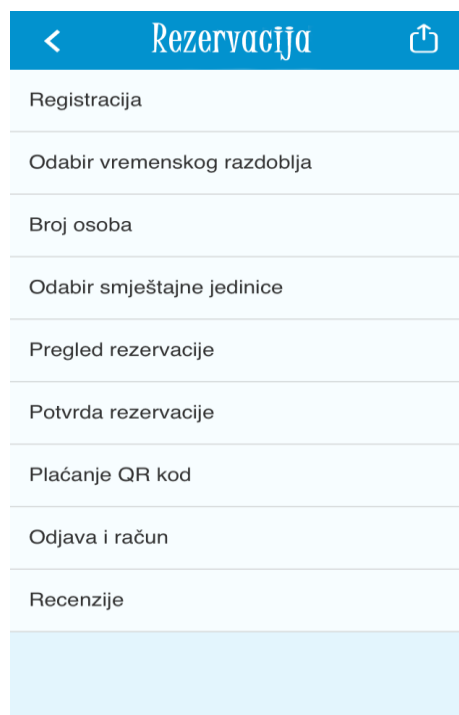 Rezervacija
Registracija
Odabir vremenskog razdoblja
Broj osoba
Odabir smještajne jedinice
Pregled rezervacije
Potvrda rezervacije
Plaćanje QR kod
Odjava i račun
Recenzije